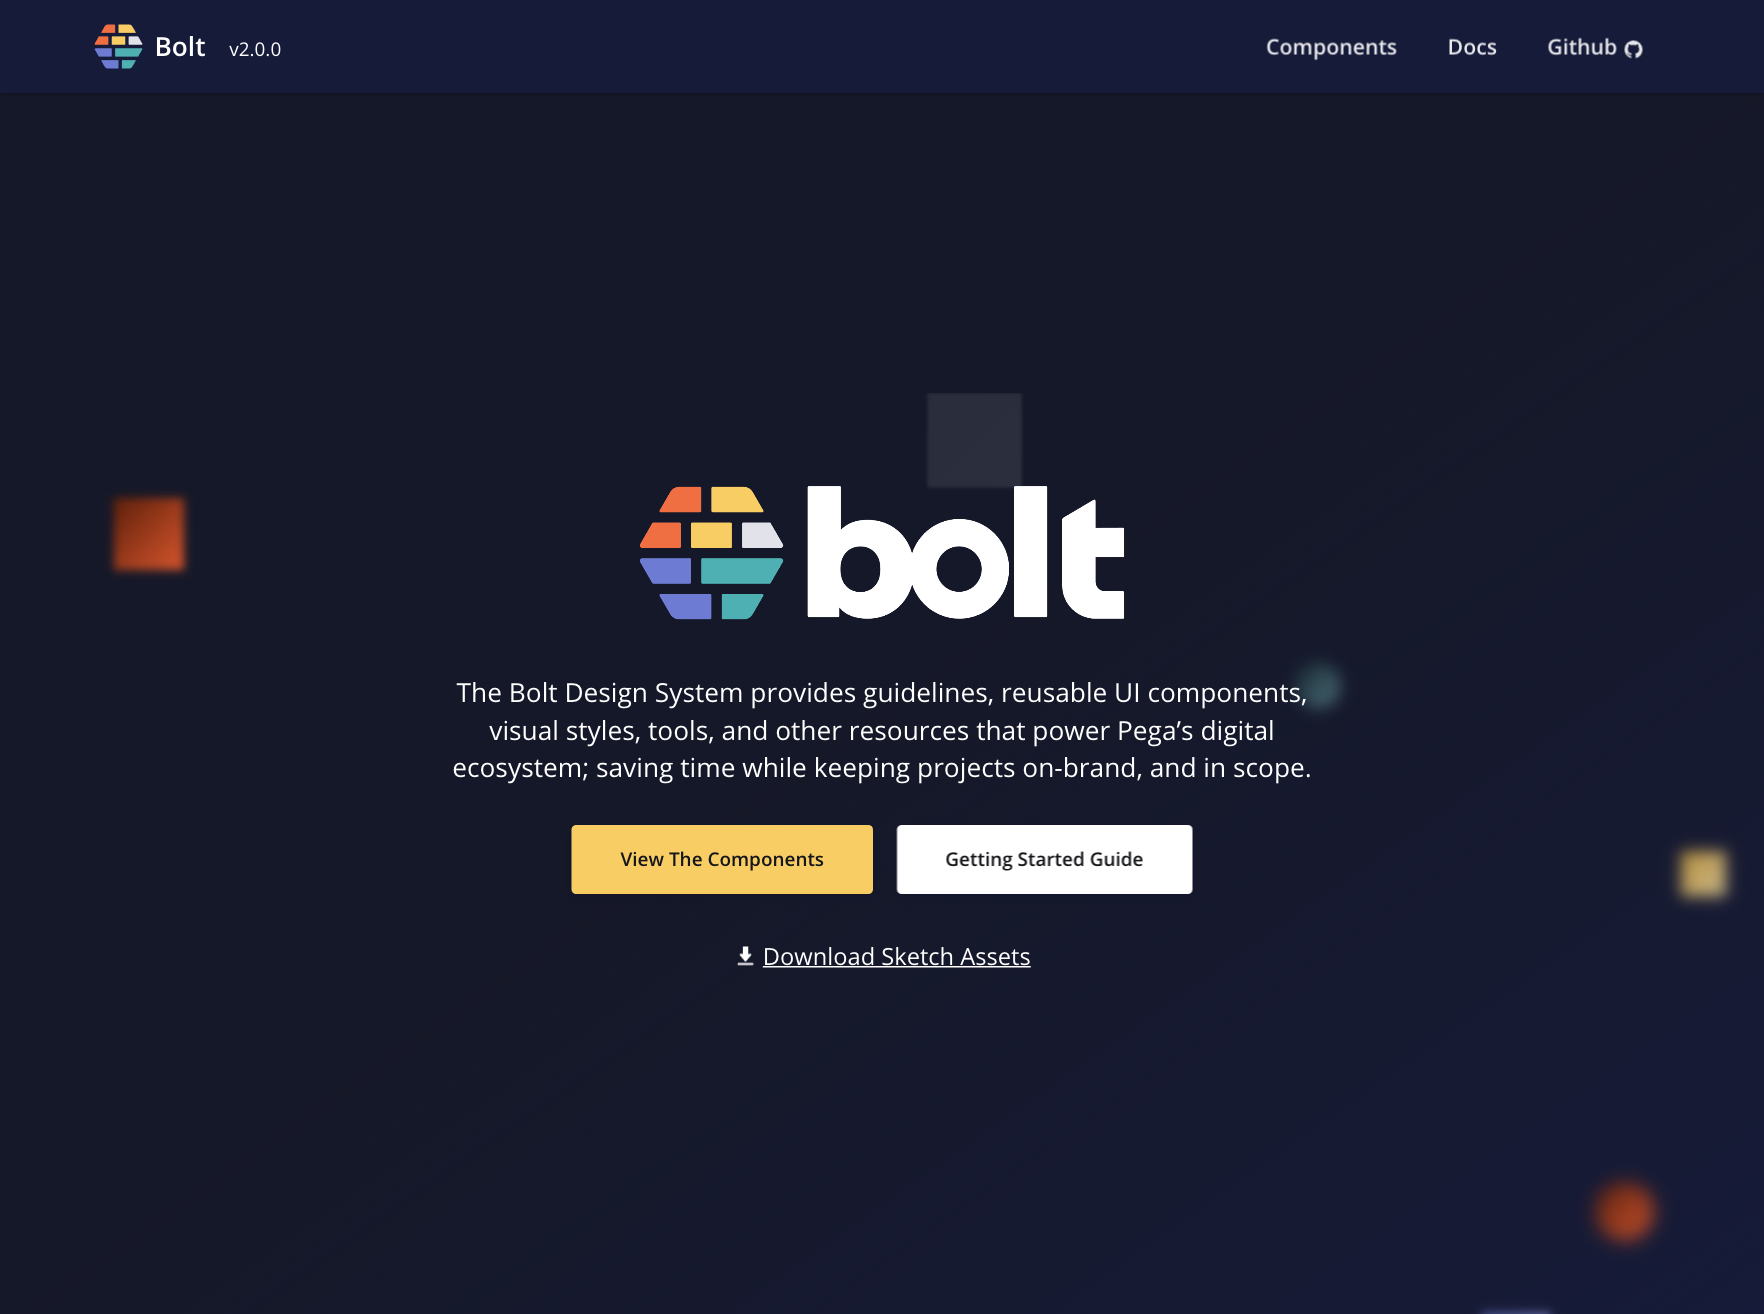 Bolt v2.0.0
Components Docs Github
bolt
The Bolt Design System provides guidelines, reusable UI components,
visual styles, tools, and other resources that power Pega’s digital
ecosystem; saving time while keeping projects on-brand, and in scope.
View The Components Getting Started Guide
Download Sketch Assets